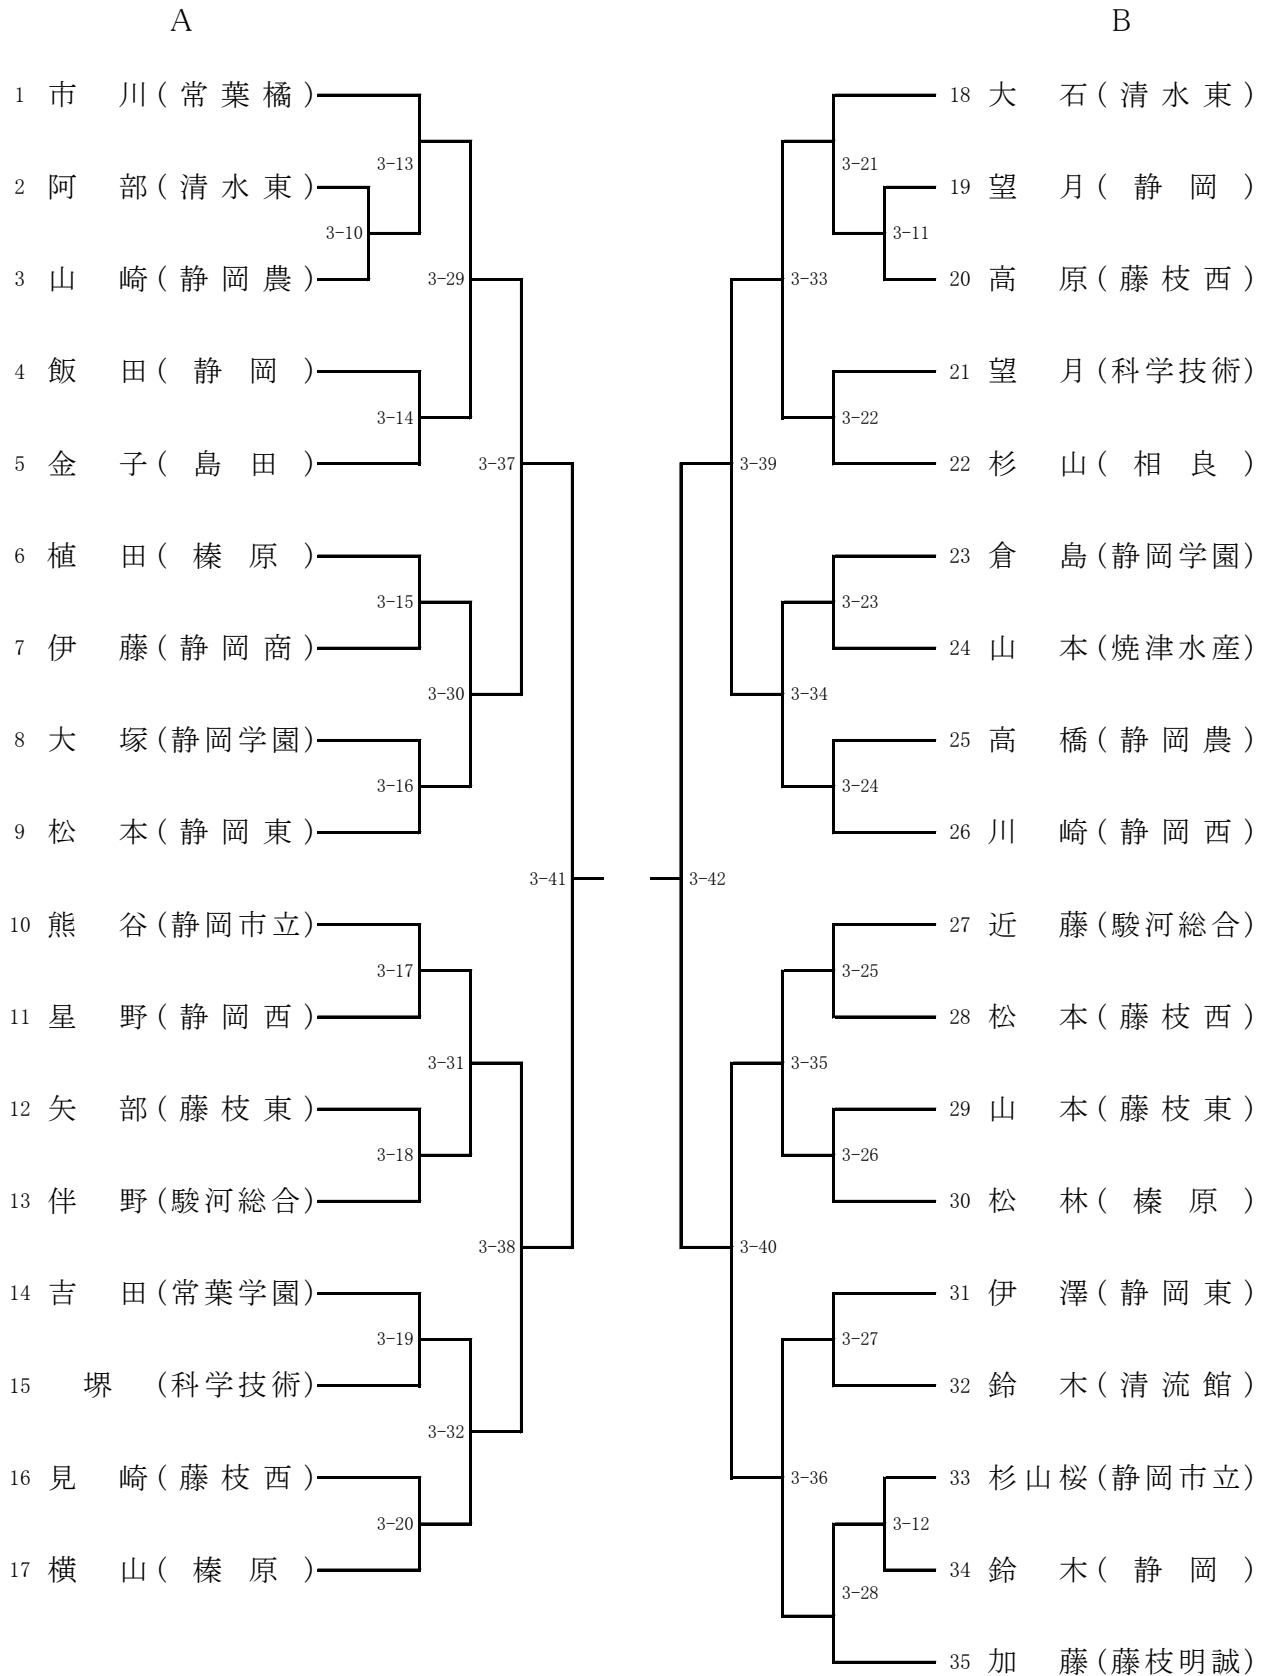 A
1 市川(常葉橘)
3-13
2 阿部(清水東)
3-10
3 山崎(静岡農)
3-29
4 飯田(静岡)
3-14
5 金子(島田)
3-37
6 植田(榛原)
3-15
7 伊藤(静岡商)
3-30
8 大塚(静岡学園)
3-16
9 松本(静岡東)
3-41
10 熊谷(静岡市立)
3-17
11 星野(静岡西)
3-31
12 矢部(藤枝東)
3-18
13 伴野(駿河総合)
3-38
14 吉田(常葉学園)
3-19
15 堺(科学技術)
3-32
16 見崎(藤枝西)
3-20
17 横山(榛原)
B
18 大石(清水東)
3-21
19 望月(静岡)
3-11
20 高原(藤枝西)
3-33
21 望月(科学技術)
3-22
22 杉山(相良)
3-39
23 倉島(静岡学園)
3-23
24 山本(焼津水産)
3-34
25 高橋(静岡農)
3-24
26 川崎(静岡西)
3-42
27 近藤(駿河総合)
3-25
28 松本(藤枝西)
3-35
29 山本(藤枝東)
3-26
30 松林(榛原)
3-40
31 伊澤(静岡東)
3-27
32 鈴木(清流館)
3-36
33 杉山桜(静岡市立)
3-12
34 鈴木(静岡)
3-28
35 加藤(藤枝明誠)